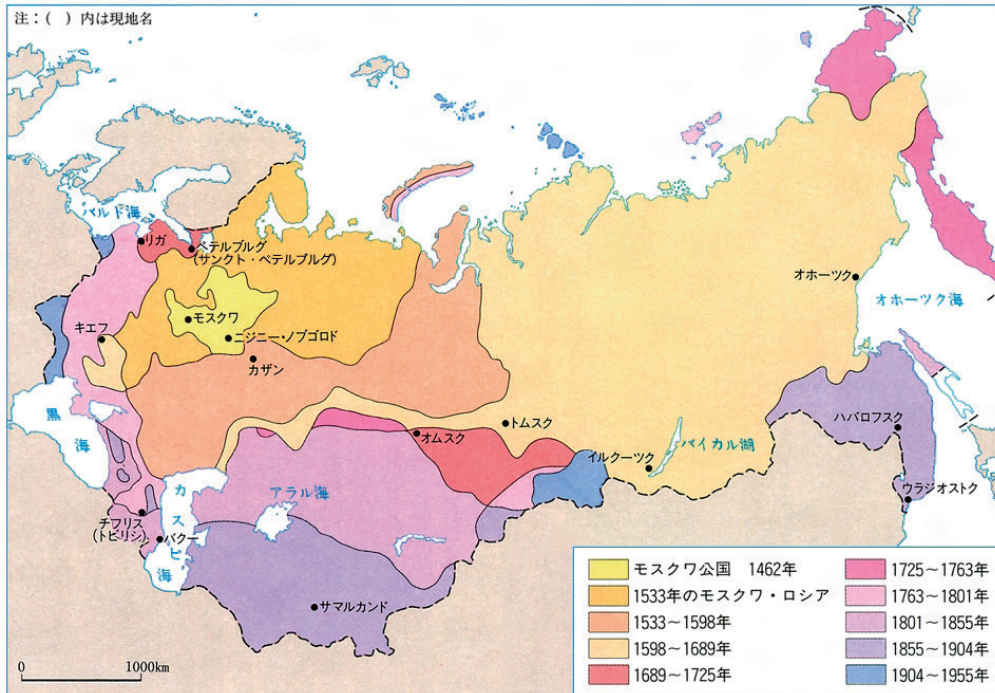 注:( )内は現地名
バルト海
リガ
ペテルブルグ
(サンクト・ペテルブルグ)
モスクワ
キエフ
ニジニー・ノブゴロド
カザン
黒海
カスピ海
チフリス
(トビリシ)
バクー
アラル海
サマルカンド
オムスク
トムスク
イルクーツク
バイカル湖
オホーツク
オホーツク海
ハバロフスク
ウラジオストク
0 1000km
モスクワ公国 1462年
1533年のモスクワ・ロシア
1533~1598年
1598~1689年
1689~1725年
1725~1763年
1763~1801年
1801~1855年
1855~1904年
1904~1955年